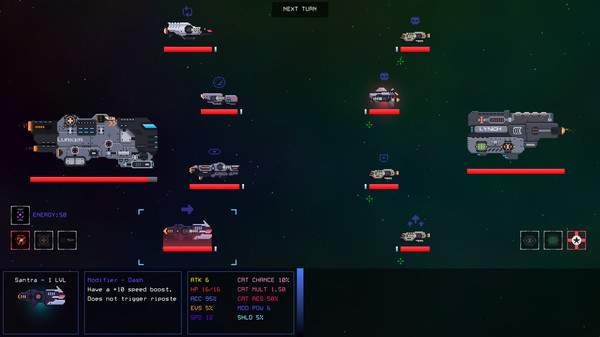 NEXT TURN
LUNKER
LYNCH
ENERGY:50
Santra - 1 LVL
Modifier - Dash
Have a +10 speed boost.
Does not trigger riposte
ATK 6
HP 16/16
ACC 95%
EVS 5%
SPD 12
CRT CHANCE 10%
CRT MULT 1.50
CRT RES 50%
MOD POW 6
SHLD 5%